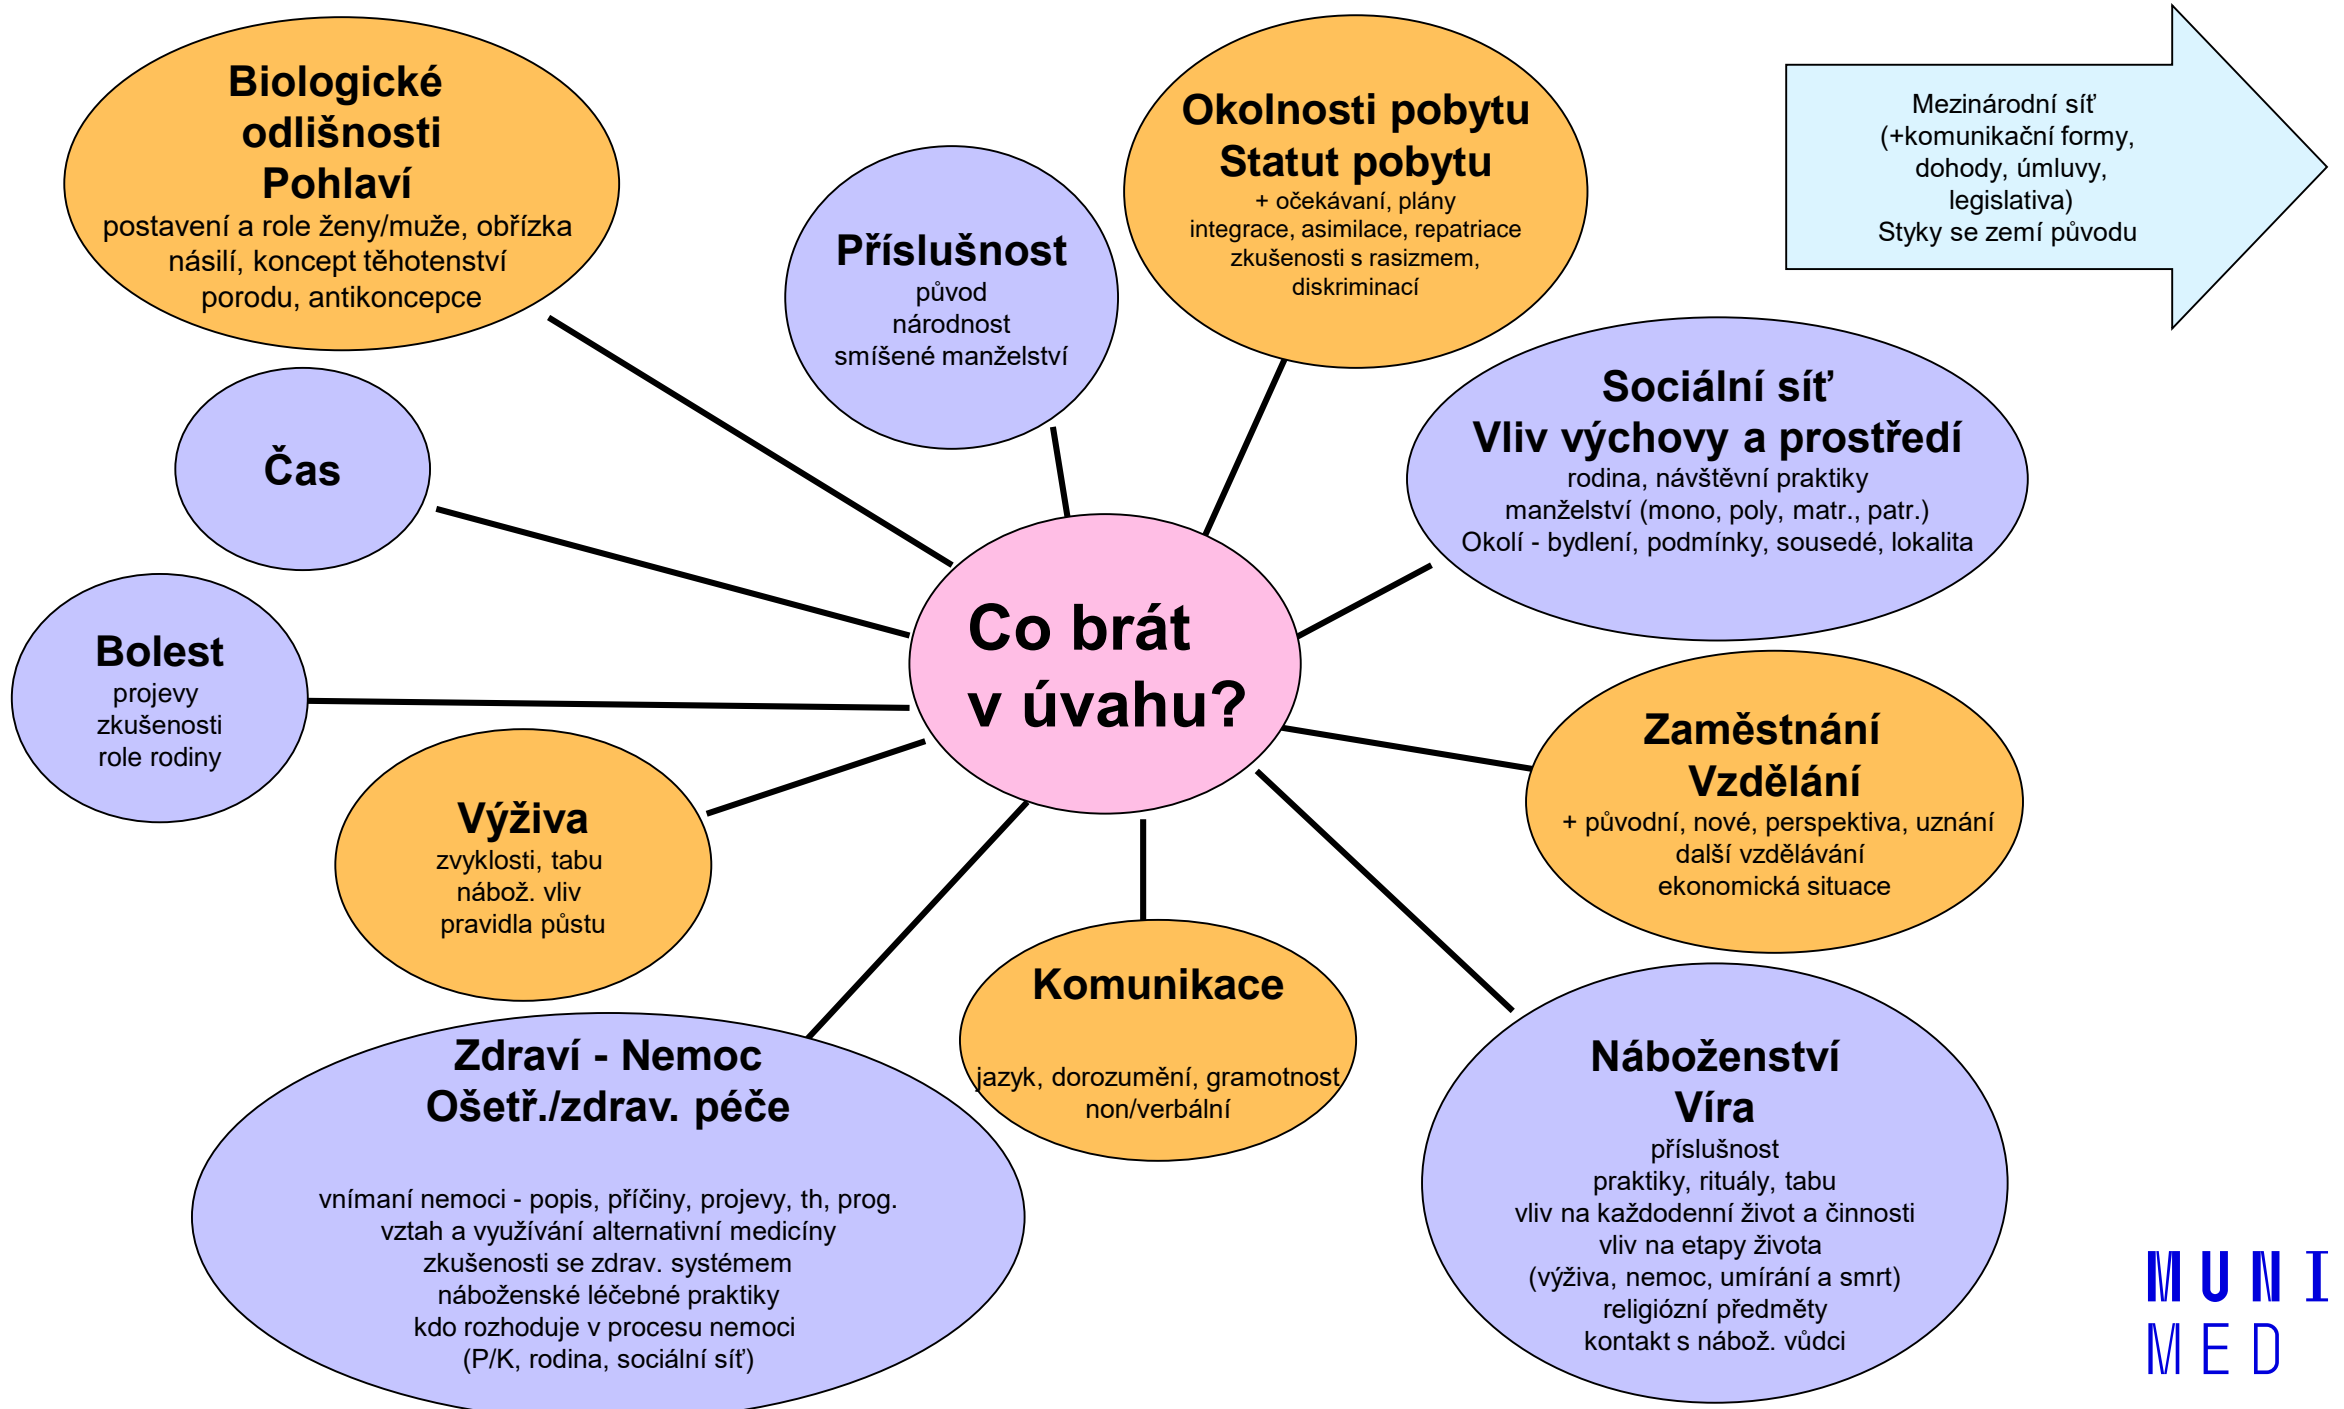 Biologické
odlišnosti
Pohlaví
postavení a role ženy/muže, obřízka
násilí, koncept těhotenství
porodu, antikoncepce
Příslušnost
původ
národnost
smíšené manželství
Okolnosti pobytu
Statut pobytu
+ očekávaní, plány
integrace, asimilace, repatriace
zkušenosti s rasizmem,
diskriminací
Mezinárodní síť
(+komunikační formy,
dohody, úmluvy,
legislativa)
Styky se zemí původu
Čas
Sociální síť
Vliv výchovy a prostředí
rodina, návštěvní praktiky
manželství (mono, poly, matr., patr.)
Okolí - bydlení, podmínky, sousedé, lokalita
Co brát
v úvahu?
Bolest
projevy
zkušenosti
role rodiny
Zaměstnání
Vzdělání
+ původní, nové, perspektiva, uznání
další vzdělávání
ekonomická situace
Výživa
zvyklosti, tabu
nábož. vliv
pravidla půstu
Komunikace
jazyk, dorozumění, gramotnost
non/verbální
Zdraví - Nemoc
Ošetř./zdrav. péče
vnímaní nemoci - popis, příčiny, projevy, th, prog.
vztah a využívání alternativní medicíny
zkušenosti se zdrav. systémem
náboženské léčebné praktiky
kdo rozhoduje v procesu nemoci
(P/K, rodina, sociální síť)
Náboženství
Víra
příslušnost
praktiky, rituály, tabu
vliv na každodenní život a činnosti
vliv na etapy života
(výživa, nemoc, umírání a smrt)
religiózní předměty
kontakt s nábož. vůdci
MUNI
MED